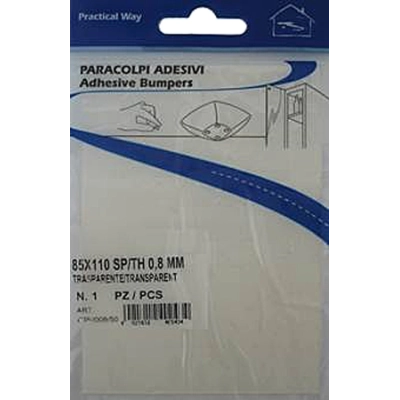 Practical Way
PARACOLPI ADESIVI
Adhesive Bumpers
85X110 SP/TH 0,8 MM
TRASPARENTE/TRANSPARENT
N. 1 PZ / PCS
ART.